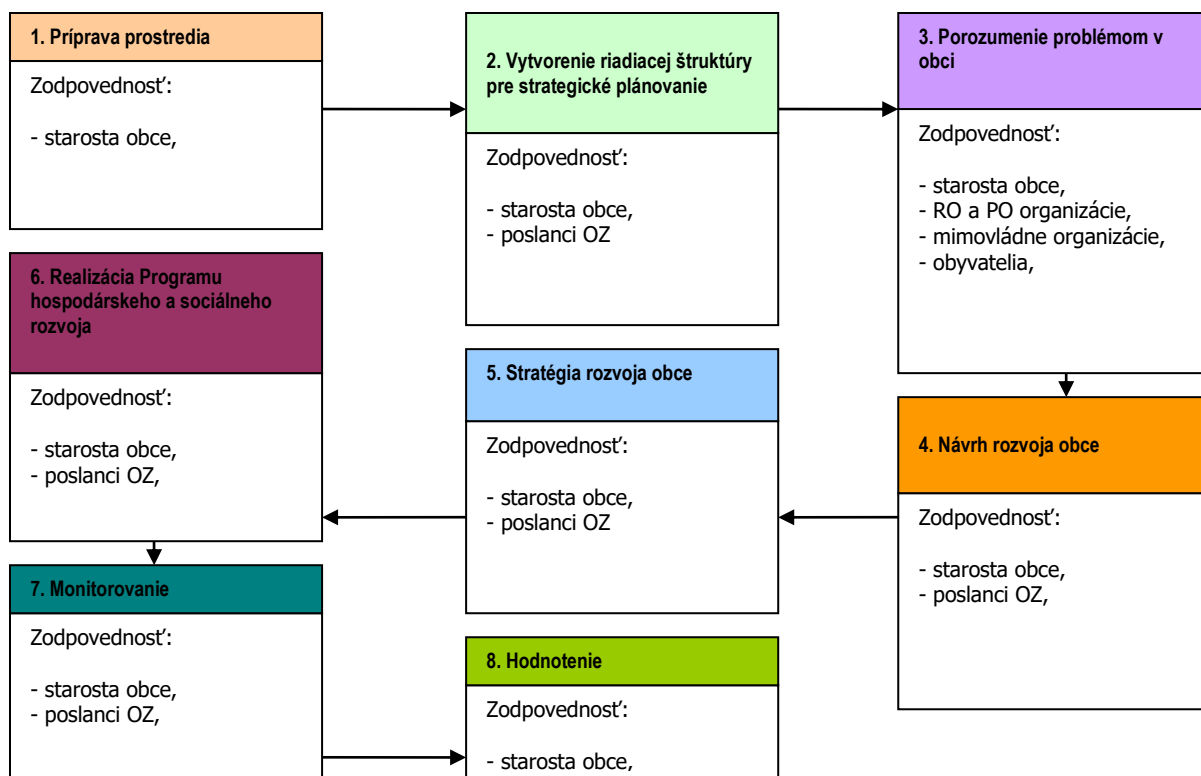 1. Príprava prostredia
Zodpovednosť:
- starosta obce,
2. Vytvorenie riadiacej štruktúry
pre strategické plánovanie
Zodpovednosť:
- starosta obce,
- poslanci OZ
3. Porozumenie problémom v
obci
Zodpovednosť:
- starosta obce,
- RO a PO organizácie,
- mimovládne organizácie,
- obyvatelia,
4. Návrh rozvoja obce
Zodpovednosť:
- starosta obce,
- poslanci OZ,
5. Stratégia rozvoja obce
Zodpovednosť:
- starosta obce,
- poslanci OZ
6. Realizácia Programu
hospodárskeho a sociálneho
rozvoja
Zodpovednosť:
- starosta obce,
- poslanci OZ,
7. Monitorovanie
Zodpovednosť:
- starosta obce,
- poslanci OZ,
8. Hodnotenie
Zodpovednosť:
- starosta obce,